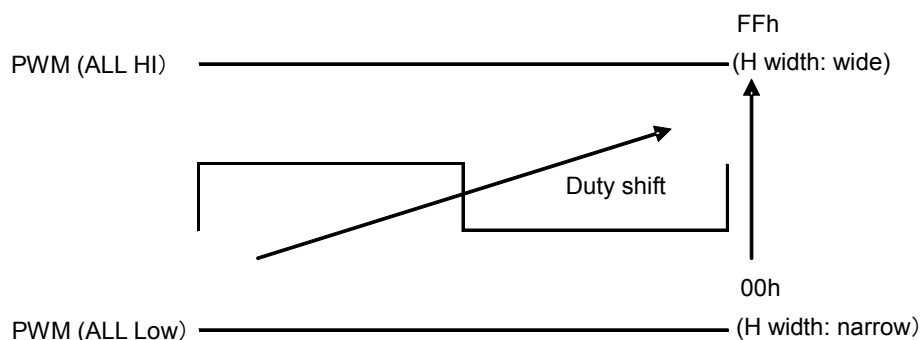 FFh
PWM (ALL HI）
(H width: wide)
Duty shift
00h
PWM (ALL Low）
(H width: narrow）